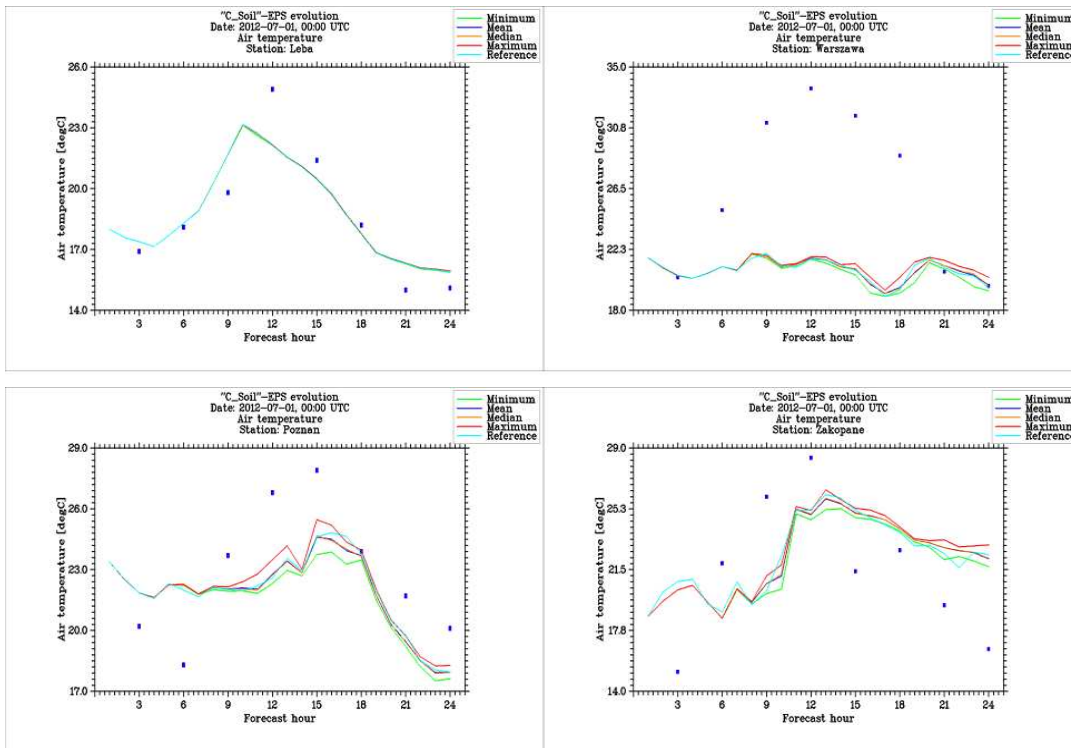 "C_Soil"-EPS evolution
Date: 2012-07-01, 00:00 UTC
Air temperature
Station: Leba
Minimum
Mean
Median
Maximum
Reference
26.0
23.0
20.0
17.0
14.0
Air temperature [degC]
3 6 9 12 15 18 21 24
Forecast hour
"C_Soil"-EPS evolution
Date: 2012-07-01, 00:00 UTC
Air temperature
Station: Warszawa
Minimum
Mean
Median
Maximum
Reference
35.0
30.8
26.5
22.3
18.0
Air temperature [degC]
3 6 9 12 15 18 21 24
Forecast hour
"C_Soil"-EPS evolution
Date: 2012-07-01, 00:00 UTC
Air temperature
Station: Poznan
Minimum
Mean
Median
Maximum
Reference
29.0
26.0
23.0
20.0
17.0
Air temperature [degC]
3 6 9 12 15 18 21 24
Forecast hour
"C_Soil"-EPS evolution
Date: 2012-07-01, 00:00 UTC
Air temperature
Station: Zakopane
Minimum
Mean
Median
Maximum
Reference
29.0
25.3
21.5
17.8
14.0
Air temperature [degC]
3 6 9 12 15 18 21 24
Forecast hour